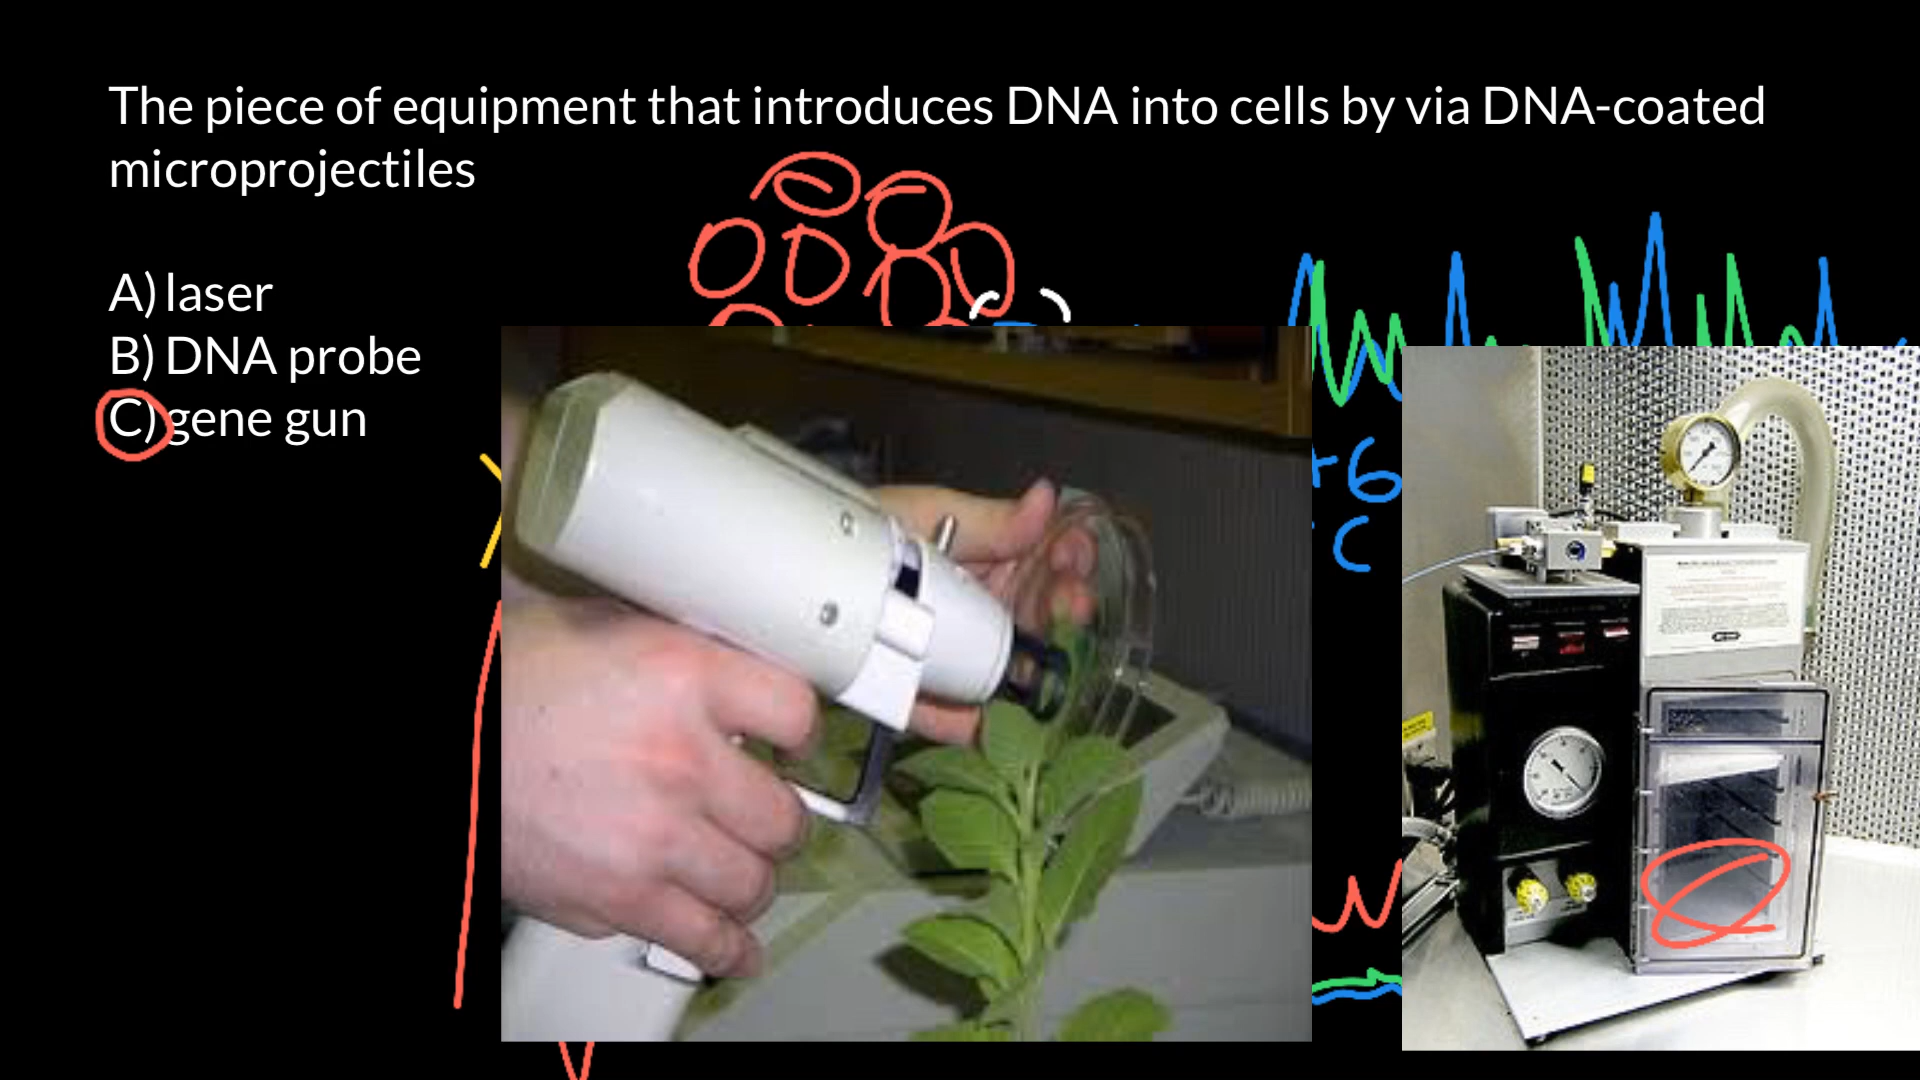 The piece of equipment that introduces DNA into cells by via DNA-coated
microprojectiles
A) laser
B) DNA probe
C) gene gun
+6
C